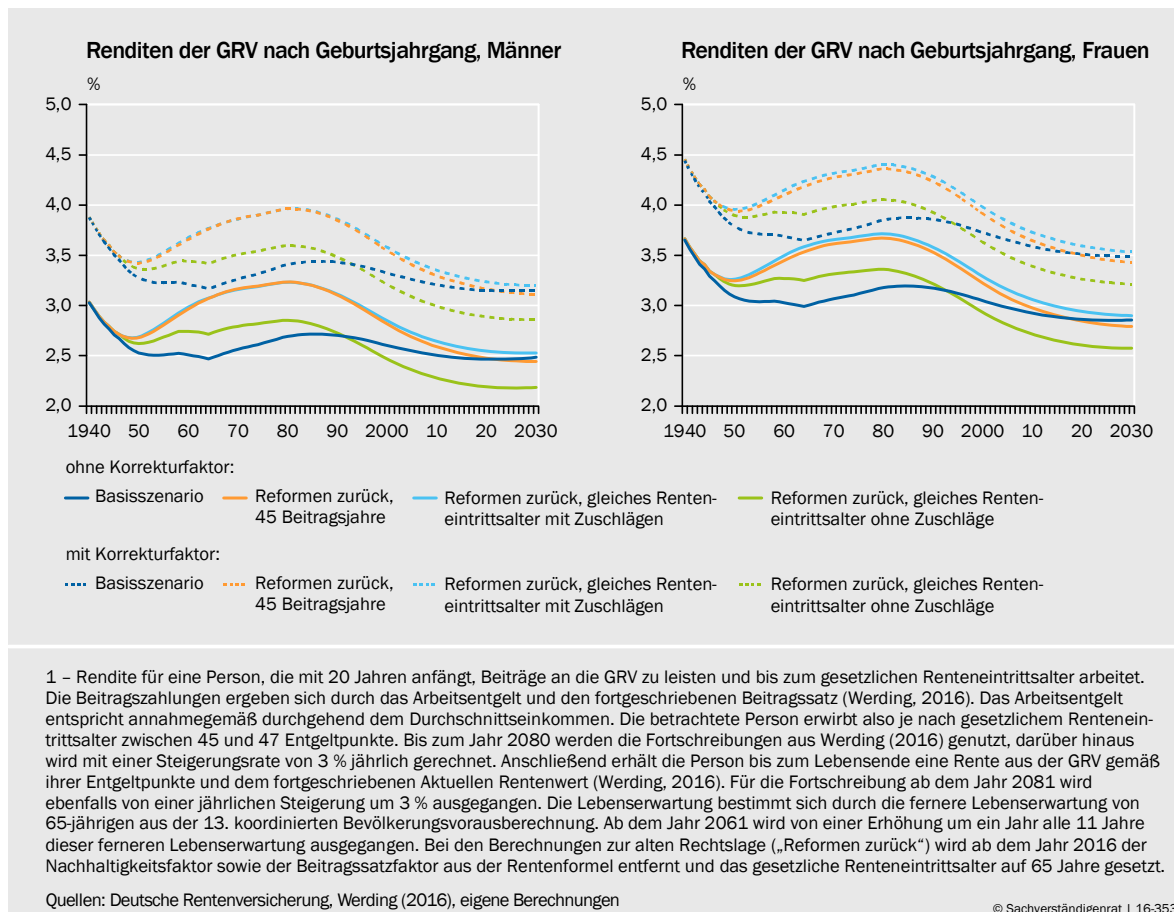 Renditen der GRV nach Geburtsjahrgang, Männer
%
5,0
4,5
4,0
3,5
3,0
2,5
2,0
1940 50 60 70 80 90 2000 10 20 2030
Renditen der GRV nach Geburtsjahrgang, Frauen
%
5,0
4,5
4,0
3,5
3,0
2,5
2,0
1940 50 60 70 80 90 2000 10 20 2030
ohne Korrekturfaktor:
Basisszenario
Reformen zurück,
45 Beitragsjahre
Reformen zurück, gleiches Renten-
eintrittsalter mit Zuschlägen
Reformen zurück, gleiches Renten-
eintrittsalter ohne Zuschläge
mit Korrekturfaktor:
Basisszenario
Reformen zurück,
45 Beitragsjahre
Reformen zurück, gleiches Renten-
eintrittsalter mit Zuschlägen
Reformen zurück, gleiches Renten-
eintrittsalter ohne Zuschläge
1 – Rendite für eine Person, die mit 20 Jahren anfängt, Beiträge an die GRV zu leisten und bis zum gesetzlichen Renteneintrittsalter arbeitet.
Die Beitragszahlungen ergeben sich durch das Arbeitsentgelt und den fortgeschriebenen Beitragssatz (Werding, 2016). Das Arbeitsentgelt
entspricht annahmegemäß durchgehend dem Durchschnittseinkommen. Die betrachtete Person erwirbt also je nach gesetzlichem Rentenein-
trittsalter zwischen 45 und 47 Entgeltpunkte. Bis zum Jahr 2080 werden die Fortschreibungen aus Werding (2016) genutzt, darüber hinaus
wird mit einer Steigerungsrate von 3 % jährlich gerechnet. Anschließend erhält die Person bis zum Lebensende eine Rente aus der GRV gemäß
ihrer Entgeltpunkte und dem fortgeschriebenen Aktuellen Rentenwert (Werding, 2016). Für die Fortschreibung ab dem Jahr 2081 wird
ebenfalls von einer jährlichen Steigerung um 3 % ausgegangen. Die Lebenserwartung bestimmt sich durch die fernere Lebenserwartung von
65-jährigen aus der 13. koordinierten Bevölkerungsvorausberechnung. Ab dem Jahr 2061 wird von einer Erhöhung um ein Jahr alle 11 Jahre
dieser ferneren Lebenserwartung ausgegangen. Bei den Berechnungen zur alten Rechtslage („Reformen zurück“) wird ab dem Jahr 2016 der
Nachhaltigkeitsfaktor sowie der Beitragssatzfaktor aus der Rentenformel entfernt und das gesetzliche Renteneintrittsalter auf 65 Jahre gesetzt.
Quellen: Deutsche Rentenversicherung, Werding (2016), eigene Berechnungen
© Sachverständigenrat | 16-353